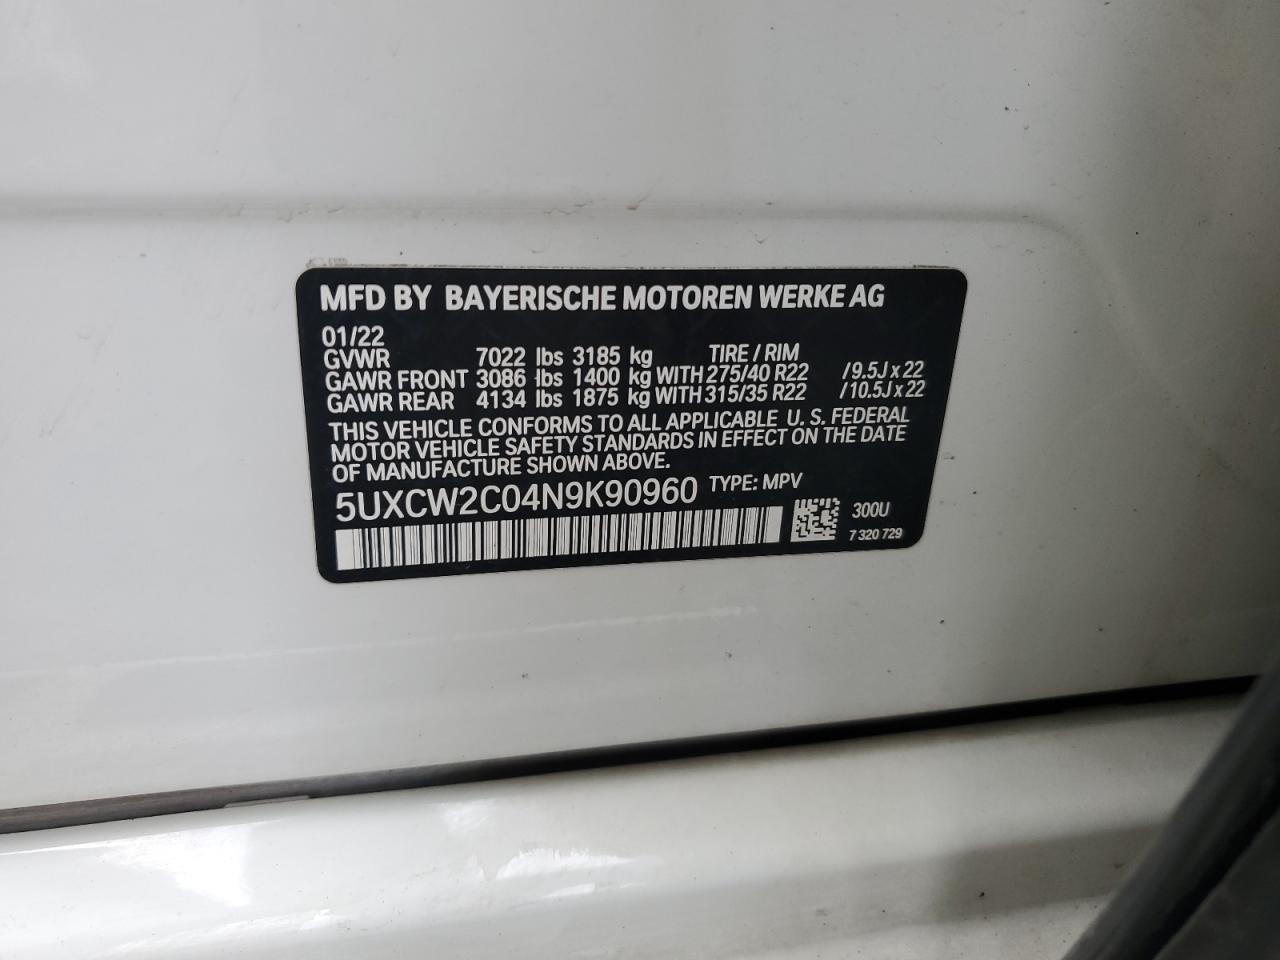 MFD BY BAYERISCHE MOTOREN WERKE AG
01/22
GVWR 7022 lbs 3185 kg TIRE / RIM
GAWR FRONT 3086 lbs 1400 kg WITH 275/40 R22 /9.5J x 22
GAWR REAR 4134 lbs 1875 kg WITH 315/35 R22 /10.5J x 22
THIS VEHICLE CONFORMS TO ALL APPLICABLE U. S. FEDERAL
MOTOR VEHICLE SAFETY STANDARDS IN EFFECT ON THE DATE
OF MANUFACTURE SHOWN ABOVE.
5UXCW2C04N9K90960 TYPE: MPV
300U
7 320 729